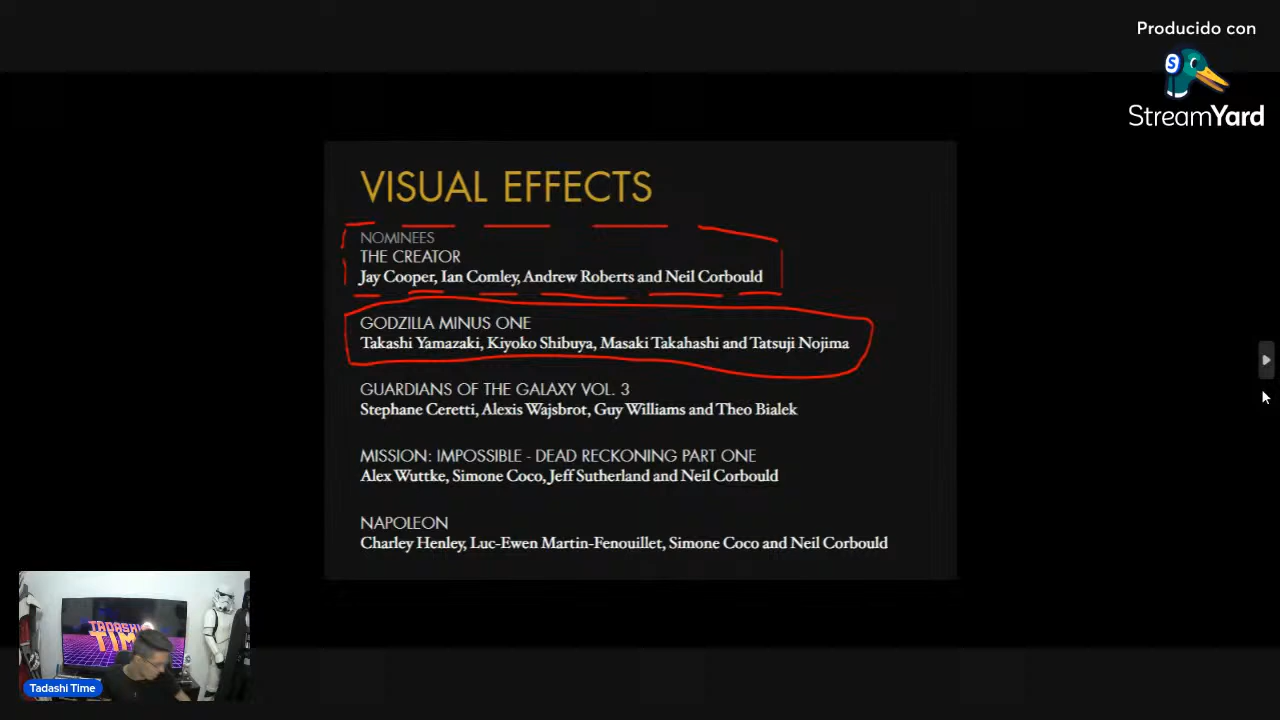 Producido con
S
StreamYard
VISUAL EFFECTS
NOMINEES
THE CREATOR
Jay Cooper, Ian Comley, Andrew Roberts and Neil Corbould
GODZILLA MINUS ONE
Takashi Yamazaki, Kiyoko Shibuya, Masaki Takahashi and Tatsuji Nojima
GUARDIANS OF THE GALAXY VOL. 3
Stephane Ceretti, Alexis Wajsbrot, Guy Williams and Theo Bialek
MISSION: IMPOSSIBLE - DEAD RECKONING PART ONE
Alex Wuttke, Simone Coco, Jeff Sutherland and Neil Corbould
NAPOLEON
Charley Henley, Luc-Ewen Martin-Fenouillet, Simone Coco and Neil Corbould
TADASHI
TIM
Tadashi Time